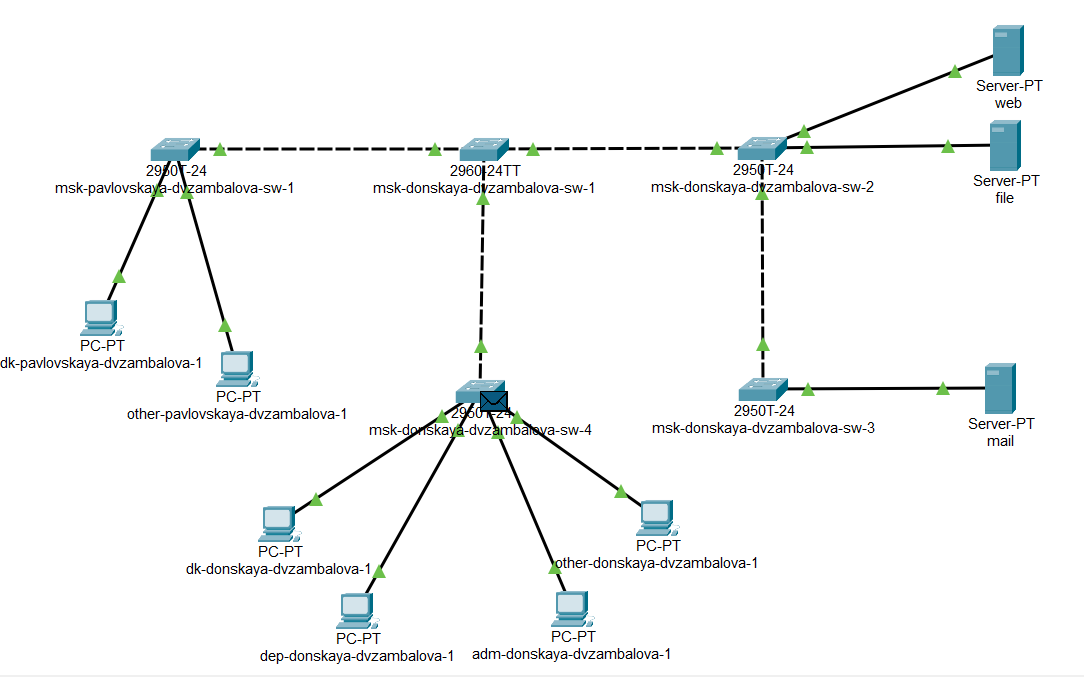 Server-PT
web
2950T-24
msk-pavlovskaya-dvzambalova-sw-1
2960-24TT
msk-donskaya-dvzambalova-sw-1
2950T-24
msk-donskaya-dvzambalova-sw-2
Server-PT
file
PC-PT
dk-pavlovskaya-dvzambalova-1
PC-PT
other-pavlovskaya-dvzambalova-1
2950T-24
msk-donskaya-dvzambalova-sw-4
2950T-24
msk-donskaya-dvzambalova-sw-3
Server-PT
mail
PC-PT
dk-donskaya-dvzambalova-1
PC-PT
other-donskaya-dvzambalova-1
PC-PT
dep-donskaya-dvzambalova-1
PC-PT
adm-donskaya-dvzambalova-1